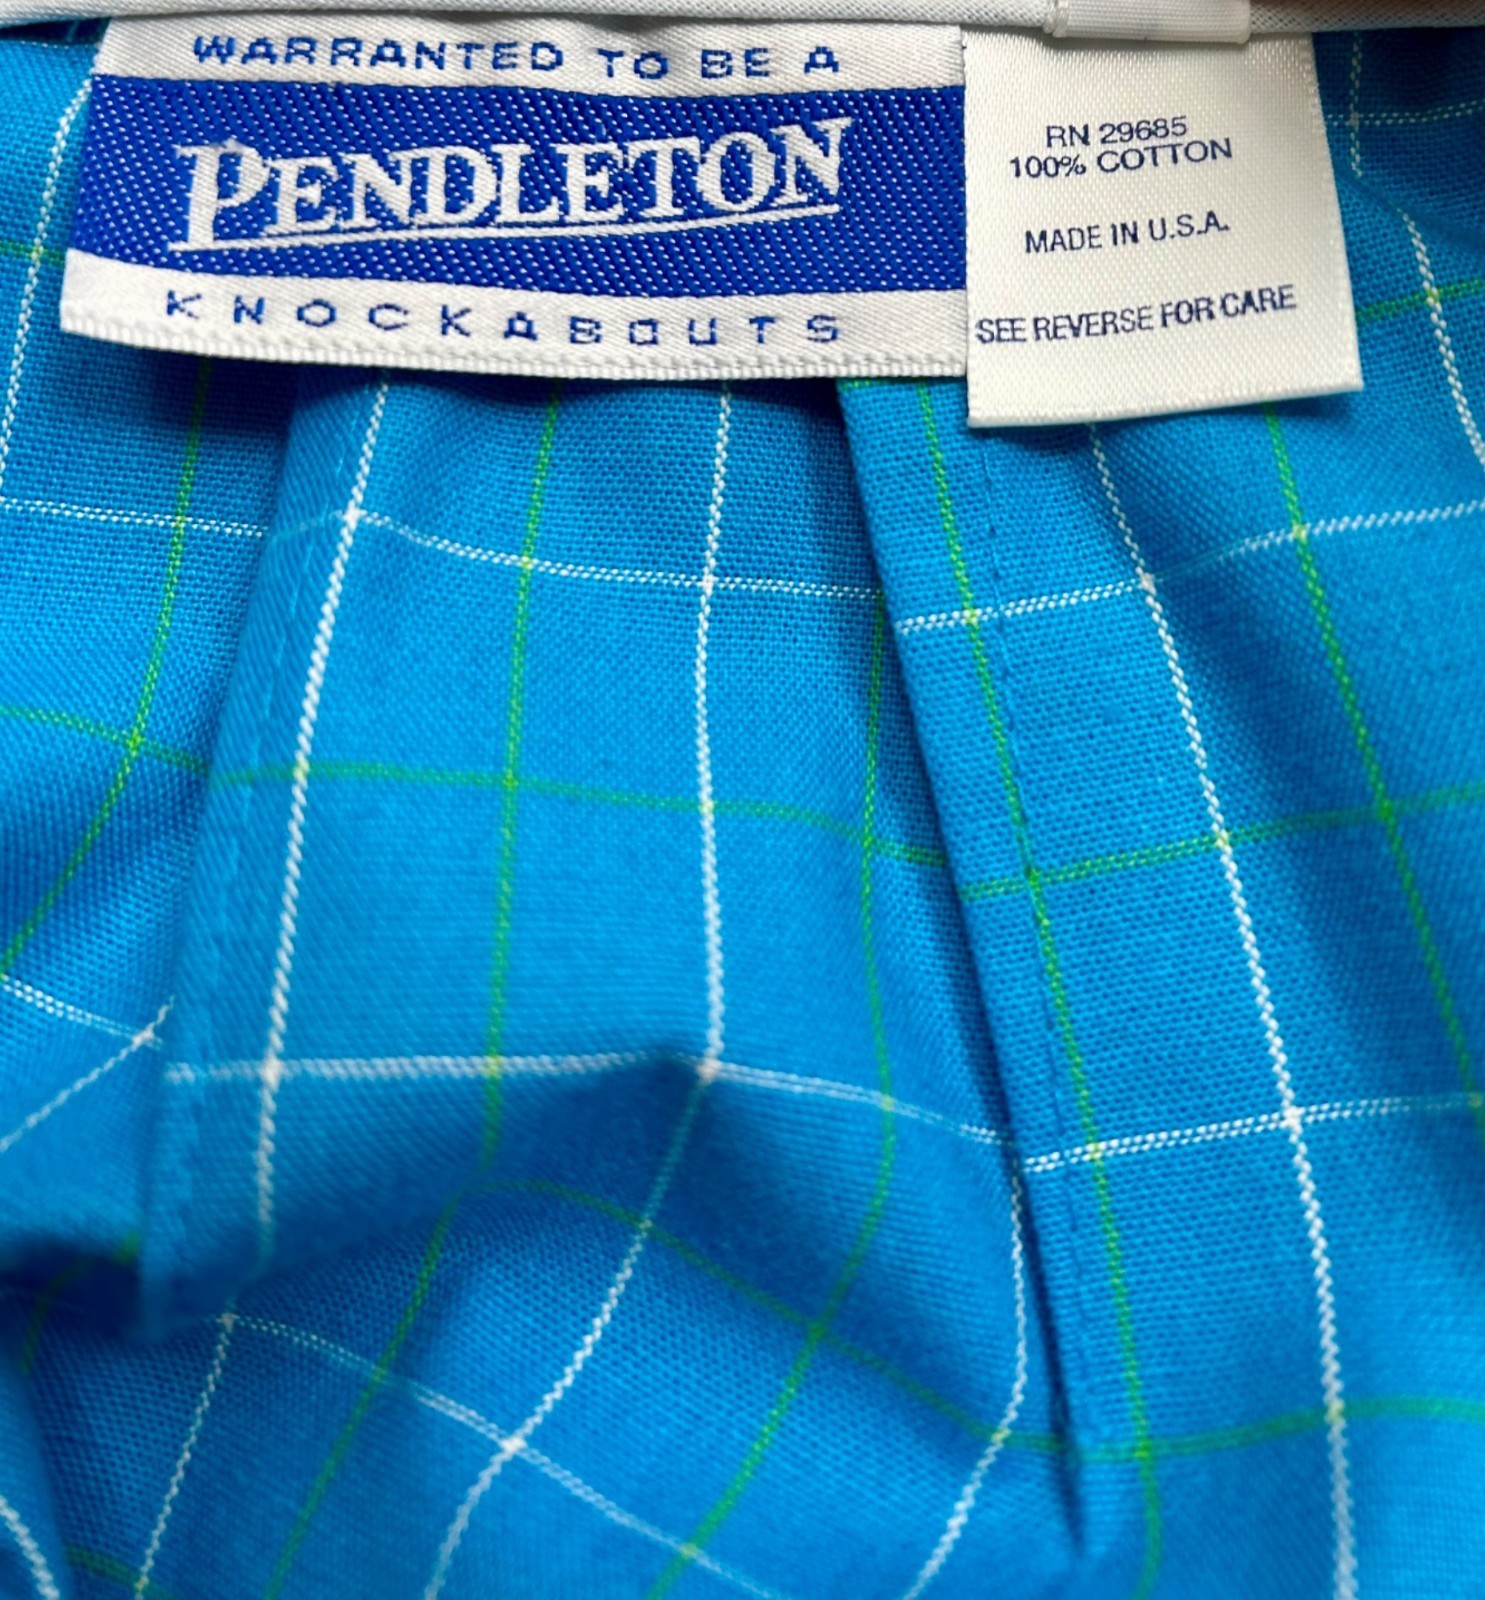 WARRANTED TO BE A
PENDLETON
KNOCKABOUTS
RN 29685
100% COTTON
MADE IN U.S.A.
SEE REVERSE FOR CARE